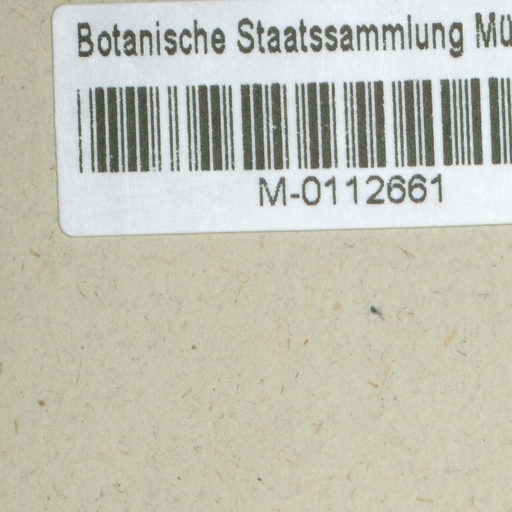 Botanische Staatssammlung Mü
M-0112661